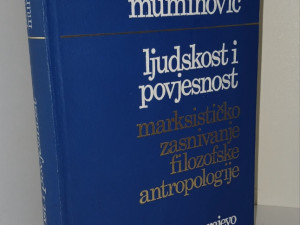 muminović
ljudskost i
povjesnost
marksističko
zasnivanje
filozofske
antropologije